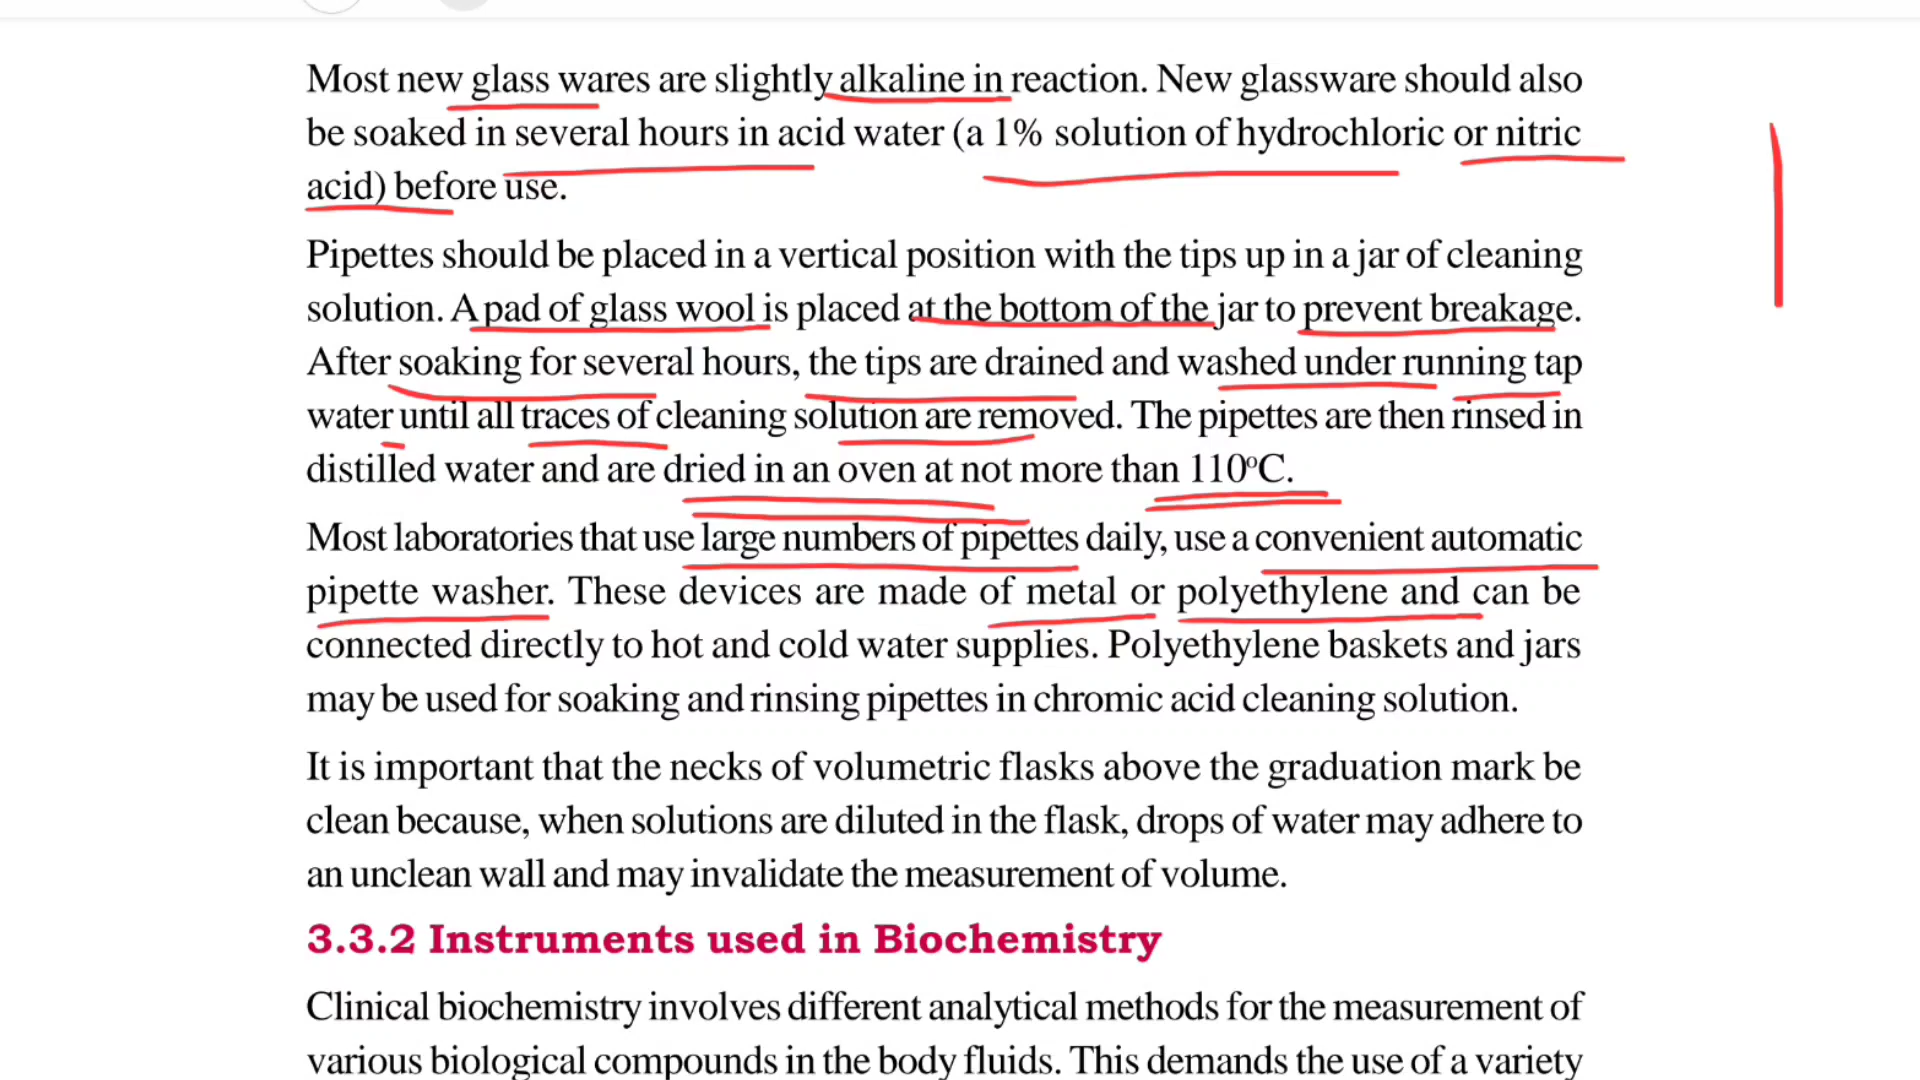 Most new glass wares are slightly alkaline in reaction. New glassware should also
be soaked in several hours in acid water (a 1% solution of hydrochloric or nitric
acid) before use.
Pipettes should be placed in a vertical position with the tips up in a jar of cleaning
solution. A pad of glass wool is placed at the bottom of the jar to prevent breakage.
After soaking for several hours, the tips are drained and washed under running tap
water until all traces of cleaning solution are removed. The pipettes are then rinsed in
distilled water and are dried in an oven at not more than 110°C.
Most laboratories that use large numbers of pipettes daily, use a convenient automatic
pipette washer. These devices are made of metal or polyethylene and can be
connected directly to hot and cold water supplies. Polyethylene baskets and jars
may be used for soaking and rinsing pipettes in chromic acid cleaning solution.
It is important that the necks of volumetric flasks above the graduation mark be
clean because, when solutions are diluted in the flask, drops of water may adhere to
an unclean wall and may invalidate the measurement of volume.
3.3.2 Instruments used in Biochemistry
Clinical biochemistry involves different analytical methods for the measurement of
various biological compounds in the body fluids. This demands the use of a variety